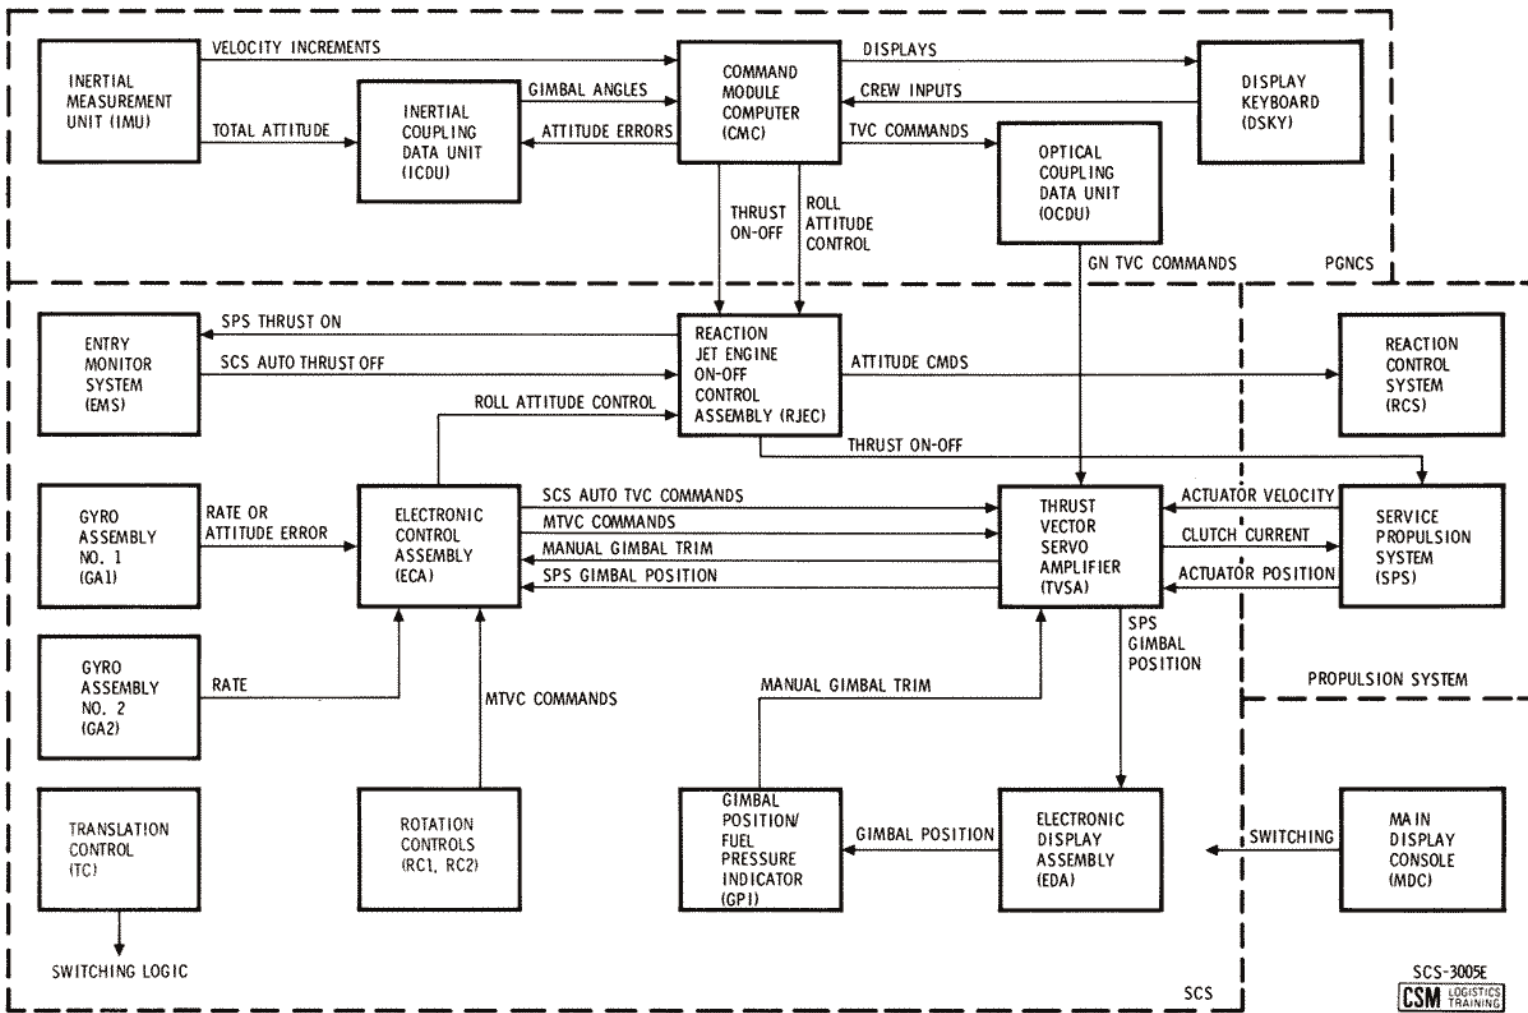 VELOCITY INCREMENTS
INERTIAL
MEASUREMENT
UNIT (IMU)
TOTAL ATTITUDE
INERTIAL
COUPLING
DATA UNIT
(ICDU)
GIMBAL ANGLES
ATTITUDE ERRORS
COMMAND
MODULE
COMPUTER
(CMC)
DISPLAYS
CREW INPUTS
TVC COMMANDS
DISPLAY
KEYBOARD
(DSKY)
OPTICAL
COUPLING
DATA UNIT
(OCDU)
THRUST
ON-OFF
ROLL
ATTITUDE
CONTROL
GN TVC COMMANDS
PGNCS
ENTRY
MONITOR
SYSTEM
(EMS)
SPS THRUST ON
SCS AUTO THRUST OFF
ROLL ATTITUDE CONTROL
REACTION
JET ENGINE
ON-OFF
CONTROL
ASSEMBLY (RJEC)
ATTITUDE CMDS
THRUST ON-OFF
REACTION
CONTROL
SYSTEM
(RCS)
GYRO
ASSEMBLY
NO. 1
(GA1)
RATE OR
ATTITUDE ERROR
ELECTRONIC
CONTROL
ASSEMBLY
(ECA)
SCS AUTO TVC COMMANDS
MTVC COMMANDS
MANUAL GIMBAL TRIM
SPS GIMBAL POSITION
THRUST
VECTOR
SERVO
AMPLIFIER
(TVSA)
ACTUATOR VELOCITY
CLUTCH CURRENT
ACTUATOR POSITION
SERVICE
PROPULSION
SYSTEM
(SPS)
GYRO
ASSEMBLY
NO. 2
(GA2)
RATE
MTVC COMMANDS
MANUAL GIMBAL TRIM
SPS
GIMBAL
POSITION
PROPULSION SYSTEM
TRANSLATION
CONTROL
(TC)
ROTATION
CONTROLS
(RC1, RC2)
GIMBAL
POSITION/
FUEL
PRESSURE
INDICATOR
(GPI)
GIMBAL POSITION
ELECTRONIC
DISPLAY
ASSEMBLY
(EDA)
SWITCHING
MAIN
DISPLAY
CONSOLE
(MDC)
SWITCHING LOGIC
SCS
SCS-3005E
CSM LOGISTICS
TRAINING